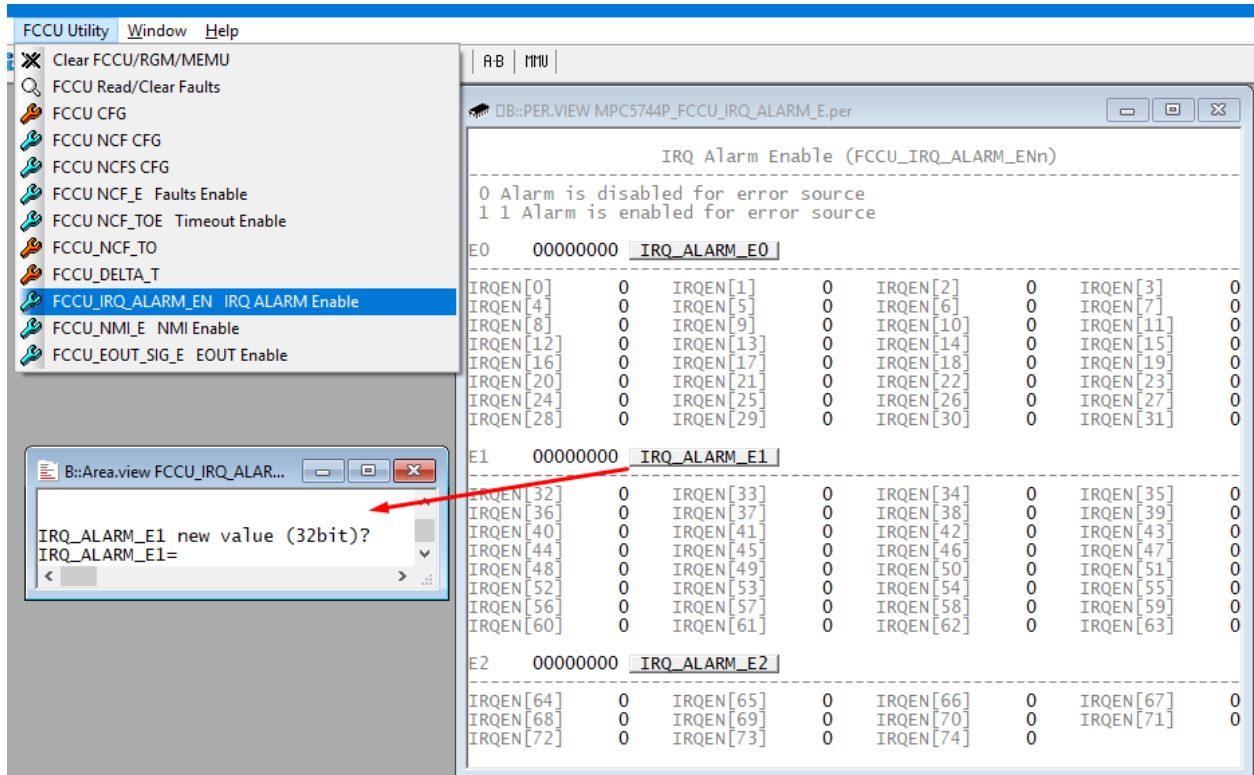 FCCU Utility Window Help
Clear FCCU/RGM/MEMU
FCCU Read/Clear Faults
FCCU CFG
FCCU NCF CFG
FCCU NCFS CFG
FCCU NCF_E Faults Enable
FCCU NCF_TOE Timeout Enable
FCCU_NCF_TO
FCCU_DELTA_T
FCCU_IRQ_ALARM_EN IRQ ALARM Enable
FCCU_NMI_E NMI Enable
FCCU_EOUT_SIG_E EOUT Enable
A·B MMU
B::PER.VIEW MPC5744P_FCCU_IRQ_ALARM_E.per
IRQ Alarm Enable (FCCU_IRQ_ALARM_ENn)
0 Alarm is disabled for error source
1 1 Alarm is enabled for error source
E0 00000000 IRQ_ALARM_E0
IRQEN[0] 0 IRQEN[1] 0 IRQEN[2] 0 IRQEN[3] 0
IRQEN[4] 0 IRQEN[5] 0 IRQEN[6] 0 IRQEN[7] 0
IRQEN[8] 0 IRQEN[9] 0 IRQEN[10] 0 IRQEN[11] 0
IRQEN[12] 0 IRQEN[13] 0 IRQEN[14] 0 IRQEN[15] 0
IRQEN[16] 0 IRQEN[17] 0 IRQEN[18] 0 IRQEN[19] 0
IRQEN[20] 0 IRQEN[21] 0 IRQEN[22] 0 IRQEN[23] 0
IRQEN[24] 0 IRQEN[25] 0 IRQEN[26] 0 IRQEN[27] 0
IRQEN[28] 0 IRQEN[29] 0 IRQEN[30] 0 IRQEN[31] 0
E1 00000000 IRQ_ALARM_E1
IRQEN[32] 0 IRQEN[33] 0 IRQEN[34] 0 IRQEN[35] 0
IRQEN[36] 0 IRQEN[37] 0 IRQEN[38] 0 IRQEN[39] 0
IRQEN[40] 0 IRQEN[41] 0 IRQEN[42] 0 IRQEN[43] 0
IRQEN[44] 0 IRQEN[45] 0 IRQEN[46] 0 IRQEN[47] 0
IRQEN[48] 0 IRQEN[49] 0 IRQEN[50] 0 IRQEN[51] 0
IRQEN[52] 0 IRQEN[53] 0 IRQEN[54] 0 IRQEN[55] 0
IRQEN[56] 0 IRQEN[57] 0 IRQEN[58] 0 IRQEN[59] 0
IRQEN[60] 0 IRQEN[61] 0 IRQEN[62] 0 IRQEN[63] 0
E2 00000000 IRQ_ALARM_E2
IRQEN[64] 0 IRQEN[65] 0 IRQEN[66] 0 IRQEN[67] 0
IRQEN[68] 0 IRQEN[69] 0 IRQEN[70] 0 IRQEN[71] 0
IRQEN[72] 0 IRQEN[73] 0 IRQEN[74] 0
B::Area.view FCCU_IRQ_ALAR...
IRQ_ALARM_E1 new value (32bit)?
IRQ_ALARM_E1=